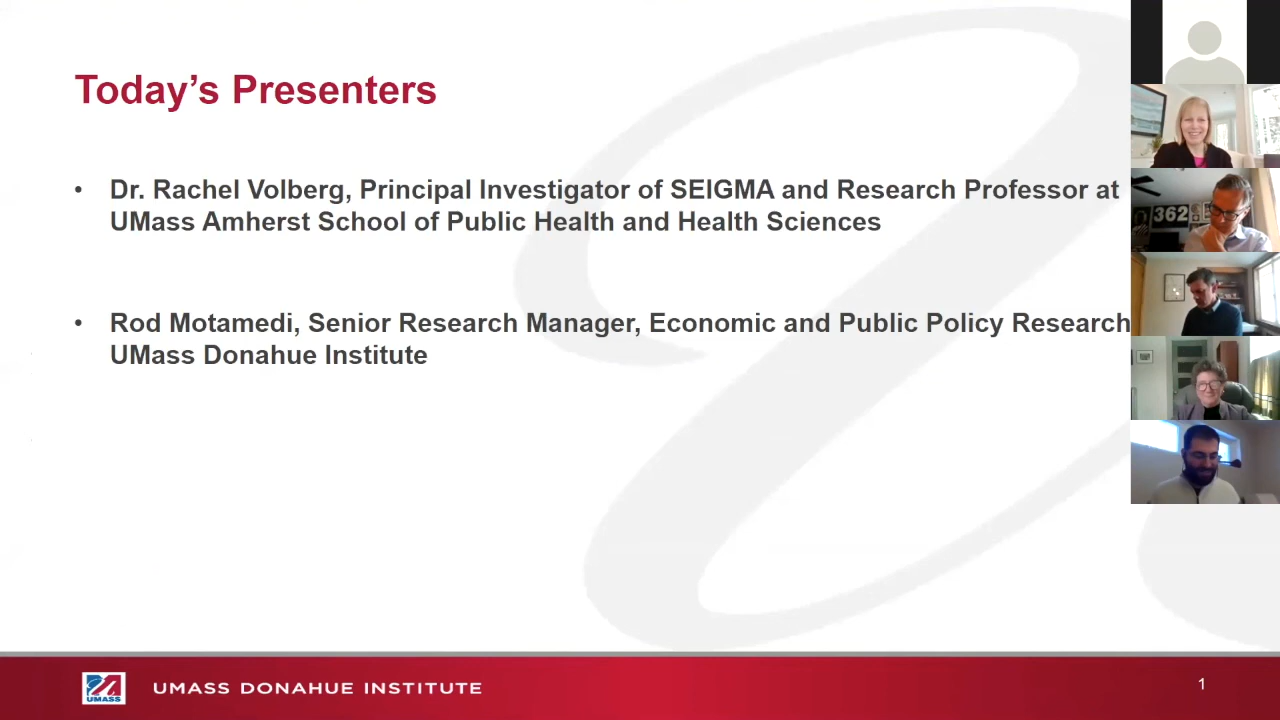 Today's Presenters
• Dr. Rachel Volberg, Principal Investigator of SEIGMA and Research Professor at
UMass Amherst School of Public Health and Health Sciences
• Rod Motamedi, Senior Research Manager, Economic and Public Policy Research
UMass Donahue Institute
362
UMASS
UMASS DONAHUE INSTITUTE
1